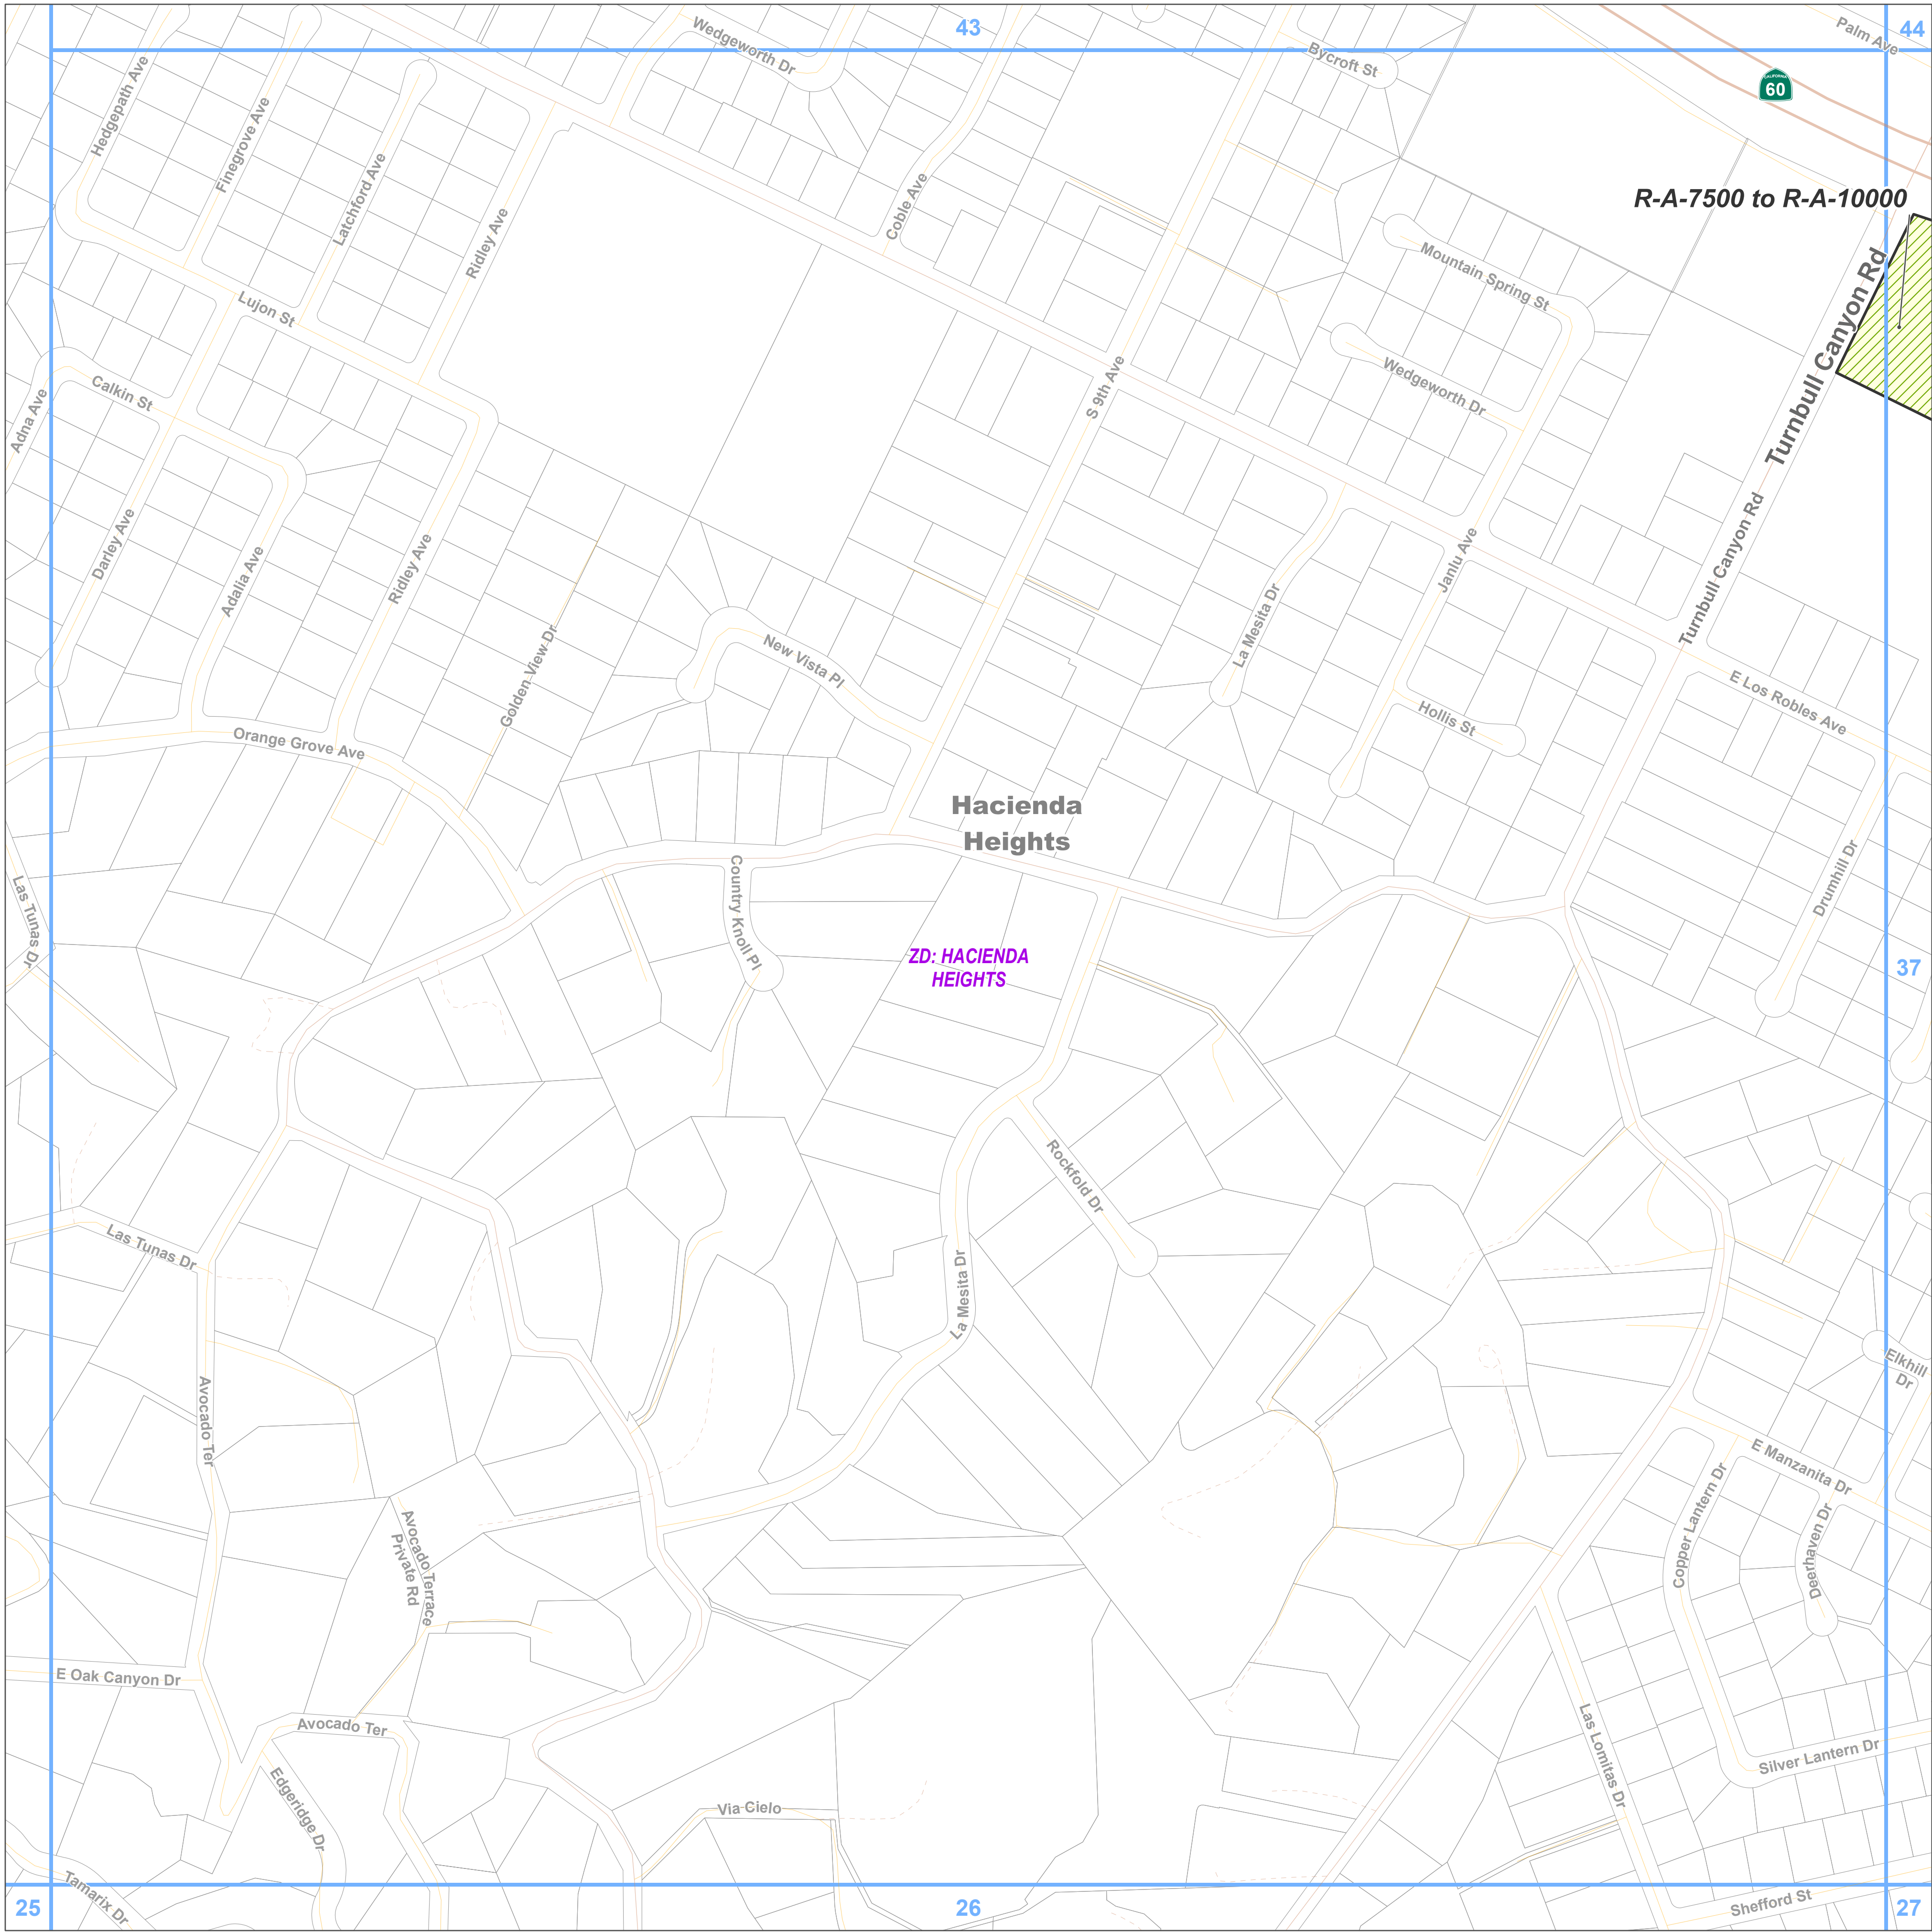 43
44
Palm Ave
Wedgeworth Dr
Bycroft St
CALIFORNIA
60
Hedgepath Ave
Finegrove Ave
Latchford Ave
Ridley Ave
Coble Ave
R-A-7500 to R-A-10000
Mountain Spring St
Turnbull Canyon Rd
Lujon St
Calkin St
Adna Ave
S 9th Ave
Wedgeworth Dr
Darley Ave
Adalia Ave
Ridley Ave
Golden View Dr
New Vista Pl
La Mesita Dr
Janlu Ave
Turnbull Canyon Rd
Hollis St
E Los Robles Ave
Orange Grove Ave
Hacienda
Heights
Las Tunas Dr
Country Knoll Pl
Drumhill Dr
ZD: HACIENDA
HEIGHTS
37
Rockfold Dr
Las Tunas Dr
La Mesita Dr
Elkhill
Dr
Avocado Ter
E Manzanita Dr
Copper Lantern Dr
Deerhaven Dr
Avocado Terrace
Private Rd
E Oak Canyon Dr
Avocado Ter
Edgeridge Dr
Las Lomitas Dr
Silver Lantern Dr
Via Cielo
Tamarix Dr
Shefford St
25
26
27